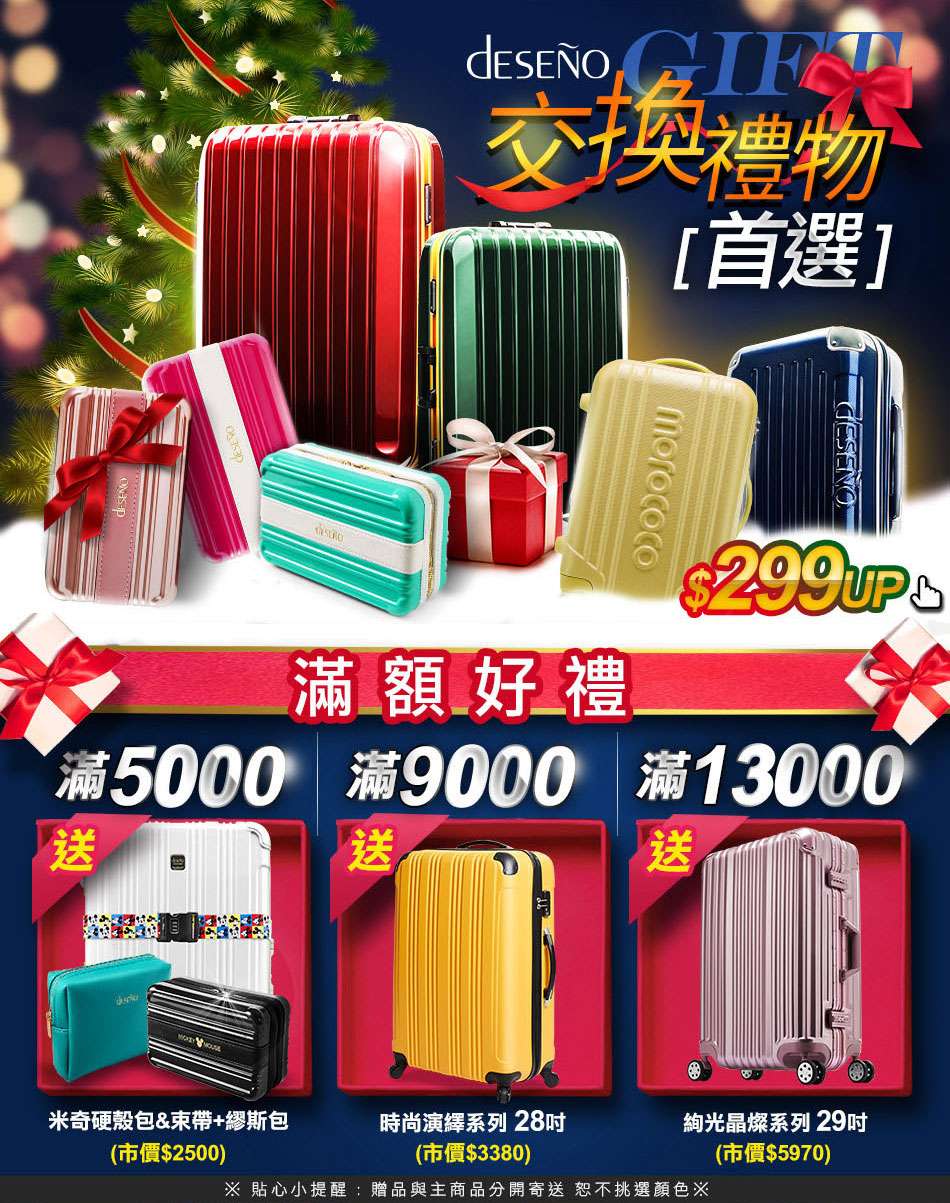 deseño GIFT
交換禮物
[首選]
deseño
deseño
deseño
morococo
deseño
$299UP
滿額好禮
滿5000
滿9000
滿13000
送
送
送
deseño
MICKEY MOUSE
米奇硬殼包&束帶+繆斯包
(市價$2500)
時尚演繹系列 28吋
(市價$3380)
絢光晶燦系列 29吋
(市價$5970)
※ 貼心小提醒：贈品與主商品分開寄送 恕不挑選顏色※